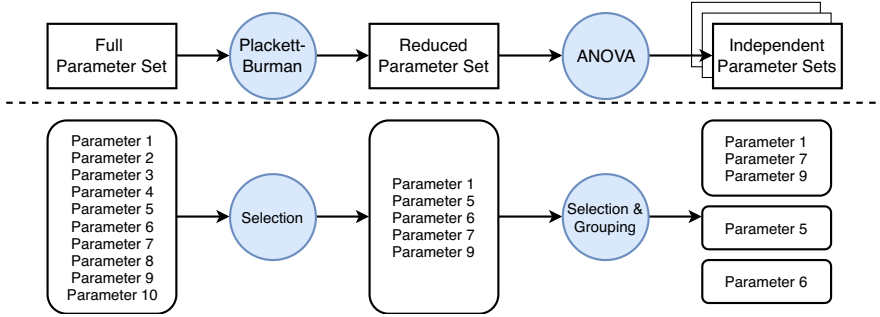 Full
Parameter Set
Plackett-
Burman
Reduced
Parameter Set
ANOVA
Independent
Parameter Sets
Parameter 1
Parameter 2
Parameter 3
Parameter 4
Parameter 5
Parameter 6
Parameter 7
Parameter 8
Parameter 9
Parameter 10
Selection
Parameter 1
Parameter 5
Parameter 6
Parameter 7
Parameter 9
Selection &
Grouping
Parameter 1
Parameter 7
Parameter 9
Parameter 5
Parameter 6